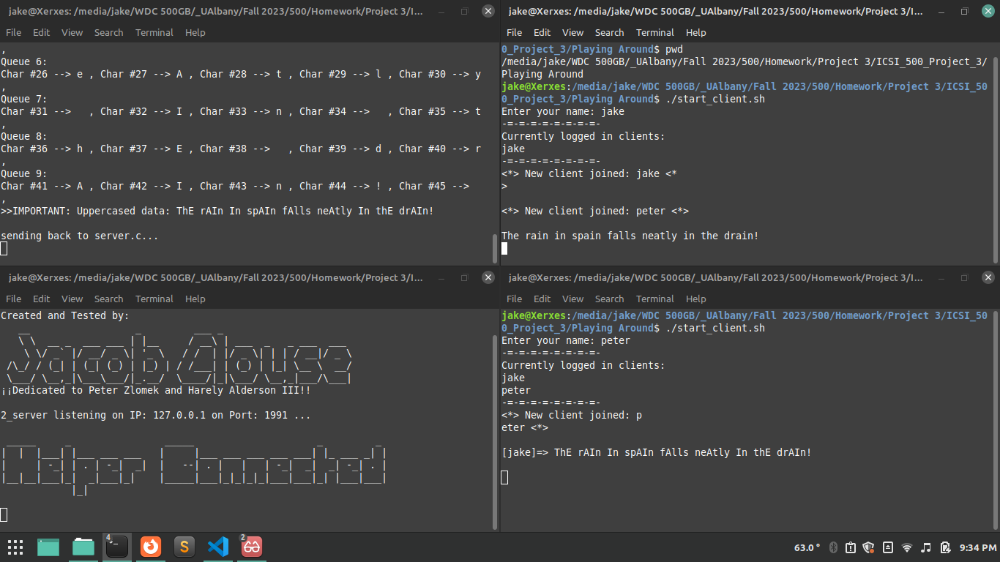 jake@Xerxes: /media/jake/WDC 500GB/_UAlbany/Fall 2023/500/Homework/Project 3/I...
File Edit View Search Terminal Help
,
Queue 6:
Char #26 --> e , Char #27 --> A , Char #28 --> t , Char #29 --> l , Char #30 --> y
,
Queue 7:
Char #31 -->   , Char #32 --> I , Char #33 --> n , Char #34 -->   , Char #35 --> t
,
Queue 8:
Char #36 --> h , Char #37 --> E , Char #38 -->   , Char #39 --> d , Char #40 --> r
,
Queue 9:
Char #41 --> A , Char #42 --> I , Char #43 --> n , Char #44 --> ! , Char #45 -->
,
>>IMPORTANT: Uppercased data: ThE rAIn In spAIn fAlls neAtly In thE drAIn!
sending back to server.c...
jake@Xerxes: /media/jake/WDC 500GB/_UAlbany/Fall 2023/500/Homework/Project 3/I...
File Edit View Search Terminal Help
0_Project_3/Playing Around$ pwd
/media/jake/WDC 500GB/_UAlbany/Fall 2023/500/Homework/Project 3/ICSI_500_Project_3/
Playing Around
jake@Xerxes:/media/jake/WDC 500GB/_UAlbany/Fall 2023/500/Homework/Project 3/ICSI_50
0_Project_3/Playing Around$ ./start_client.sh
Enter your name: jake
-=-=-=-=-=-=-=-=-
Currently logged in clients:
jake
-=-=-=-=-=-=-=-=-
<*> New client joined: jake <*
>
<*> New client joined: peter <*>
The rain in spain falls neatly in the drain!
jake@Xerxes: /media/jake/WDC 500GB/_UAlbany/Fall 2023/500/Homework/Project 3/I...
File Edit View Search Terminal Help
Created and Tested by:
Jacob Clouse
¡¡Dedicated to Peter Zlomek and Harely Alderson III!!
2_server listening on IP: 127.0.0.1 on Port: 1991 ...
Helper Connected
jake@Xerxes: /media/jake/WDC 500GB/_UAlbany/Fall 2023/500/Homework/Project 3/I...
File Edit View Search Terminal Help
jake@Xerxes:/media/jake/WDC 500GB/_UAlbany/Fall 2023/500/Homework/Project 3/ICSI_50
0_Project_3/Playing Around$ ./start_client.sh
Enter your name: peter
-=-=-=-=-=-=-=-=-
Currently logged in clients:
jake
peter
-=-=-=-=-=-=-=-=-
<*> New client joined: p
eter <*>
[jake]=> ThE rAIn In spAIn fAlls neAtly In thE drAIn!
4 S 2 63.0 ° 9:34 PM